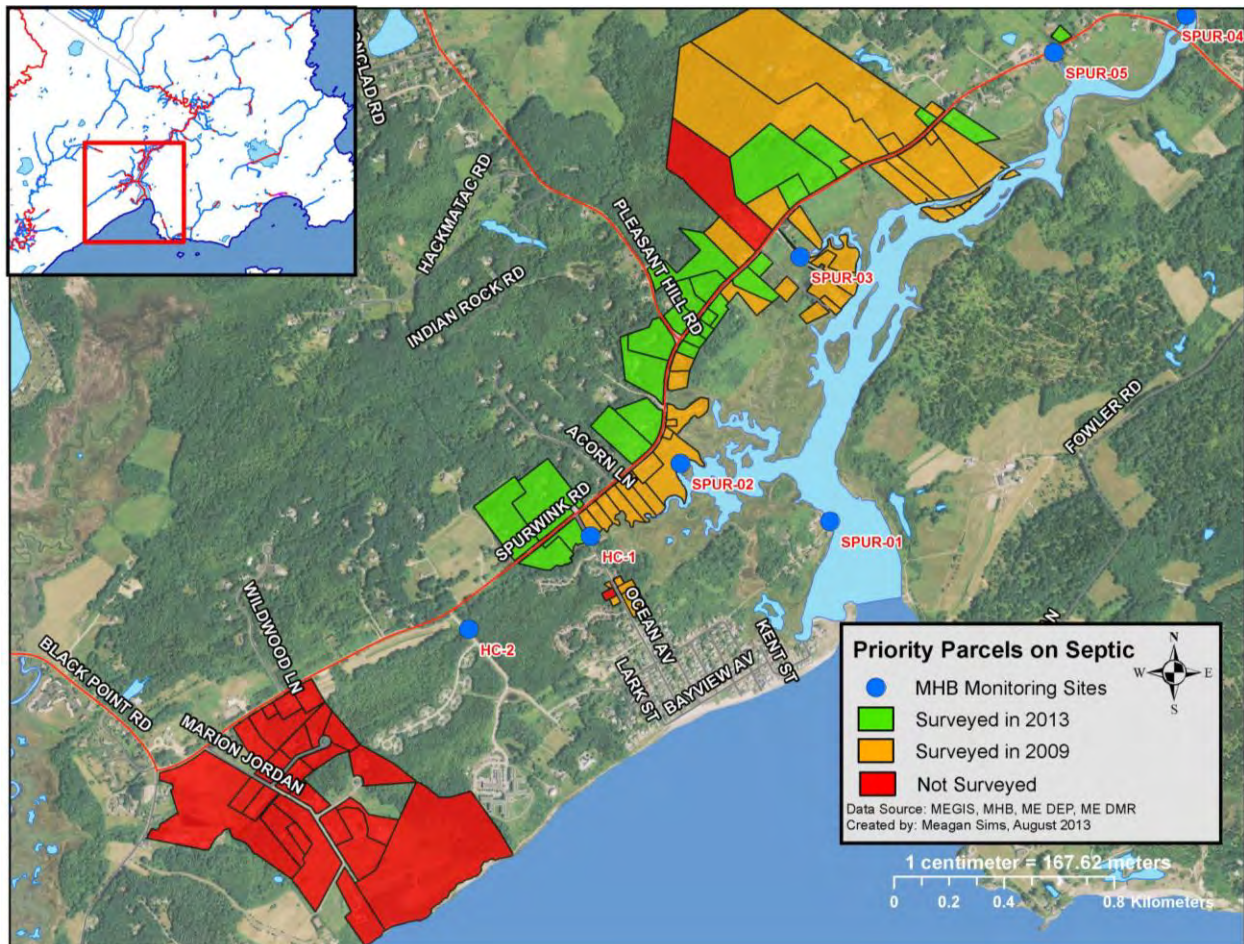 SPUR-04
SPUR-05
HACKMATAC RD
PLEASANT HILL RD
INDIAN ROCK RD
SPUR-03
FOWLER RD
ACORN LN
SPUR-02
SPURWINK RD
SPUR-01
HC-1
WILDWOOD LN
OCEAN AV
KENT ST
HC-2
LARK ST
BAYVIEW AV
BLACK POINT RD
MARION JORDAN
Priority Parcels on Septic
N
W
E
S
MHB Monitoring Sites
Surveyed in 2013
Surveyed in 2009
Not Surveyed
Data Source: MEGIS, MHB, ME DEP, ME DMR
Created by: Meagan Sims, August 2013
1 centimeter = 167.62 meters
0 0.2 0.4 0.8 Kilometers